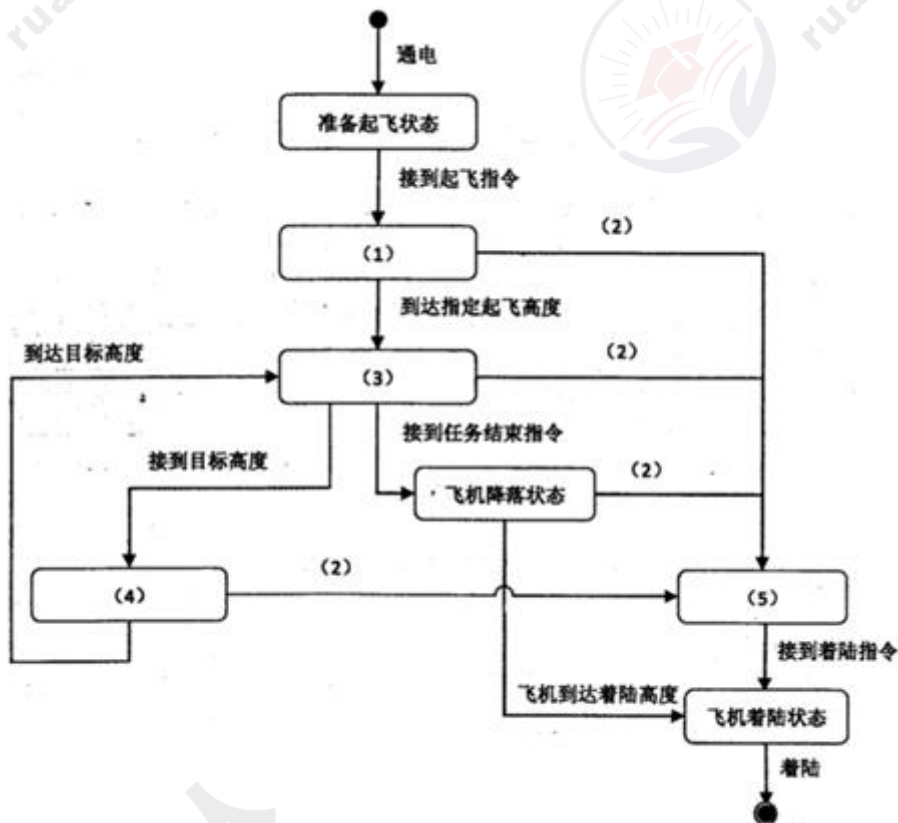 通电
准备起飞状态
接到起飞指令
(1)
(2)
到达指定起飞高度
到达目标高度
(3)
(2)
接到任务结束指令
接到目标高度
飞机降落状态
(2)
(4)
(2)
(5)
接到着陆指令
飞机到达着陆高度
飞机着陆状态
着陆